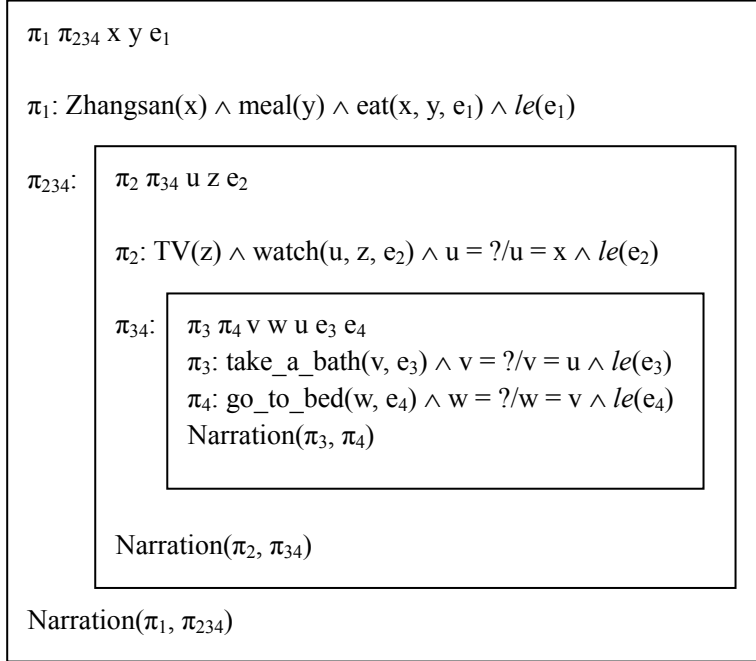 π₁ π₂₃₄ x y e₁
π₁: Zhangsan(x) ∧ meal(y) ∧ eat(x, y, e₁) ∧ le(e₁)
π₂₃₄: π₂ π₃₄ u z e₂
π₂: TV(z) ∧ watch(u, z, e₂) ∧ u = ?/u = x ∧ le(e₂)
π₃₄: π₃ π₄ v w u e₃ e₄
π₃: take_a_bath(v, e₃) ∧ v = ?/v = u ∧ le(e₃)
π₄: go_to_bed(w, e₄) ∧ w = ?/w = v ∧ le(e₄)
Narration(π₃, π₄)
Narration(π₂, π₃₄)
Narration(π₁, π₂₃₄)